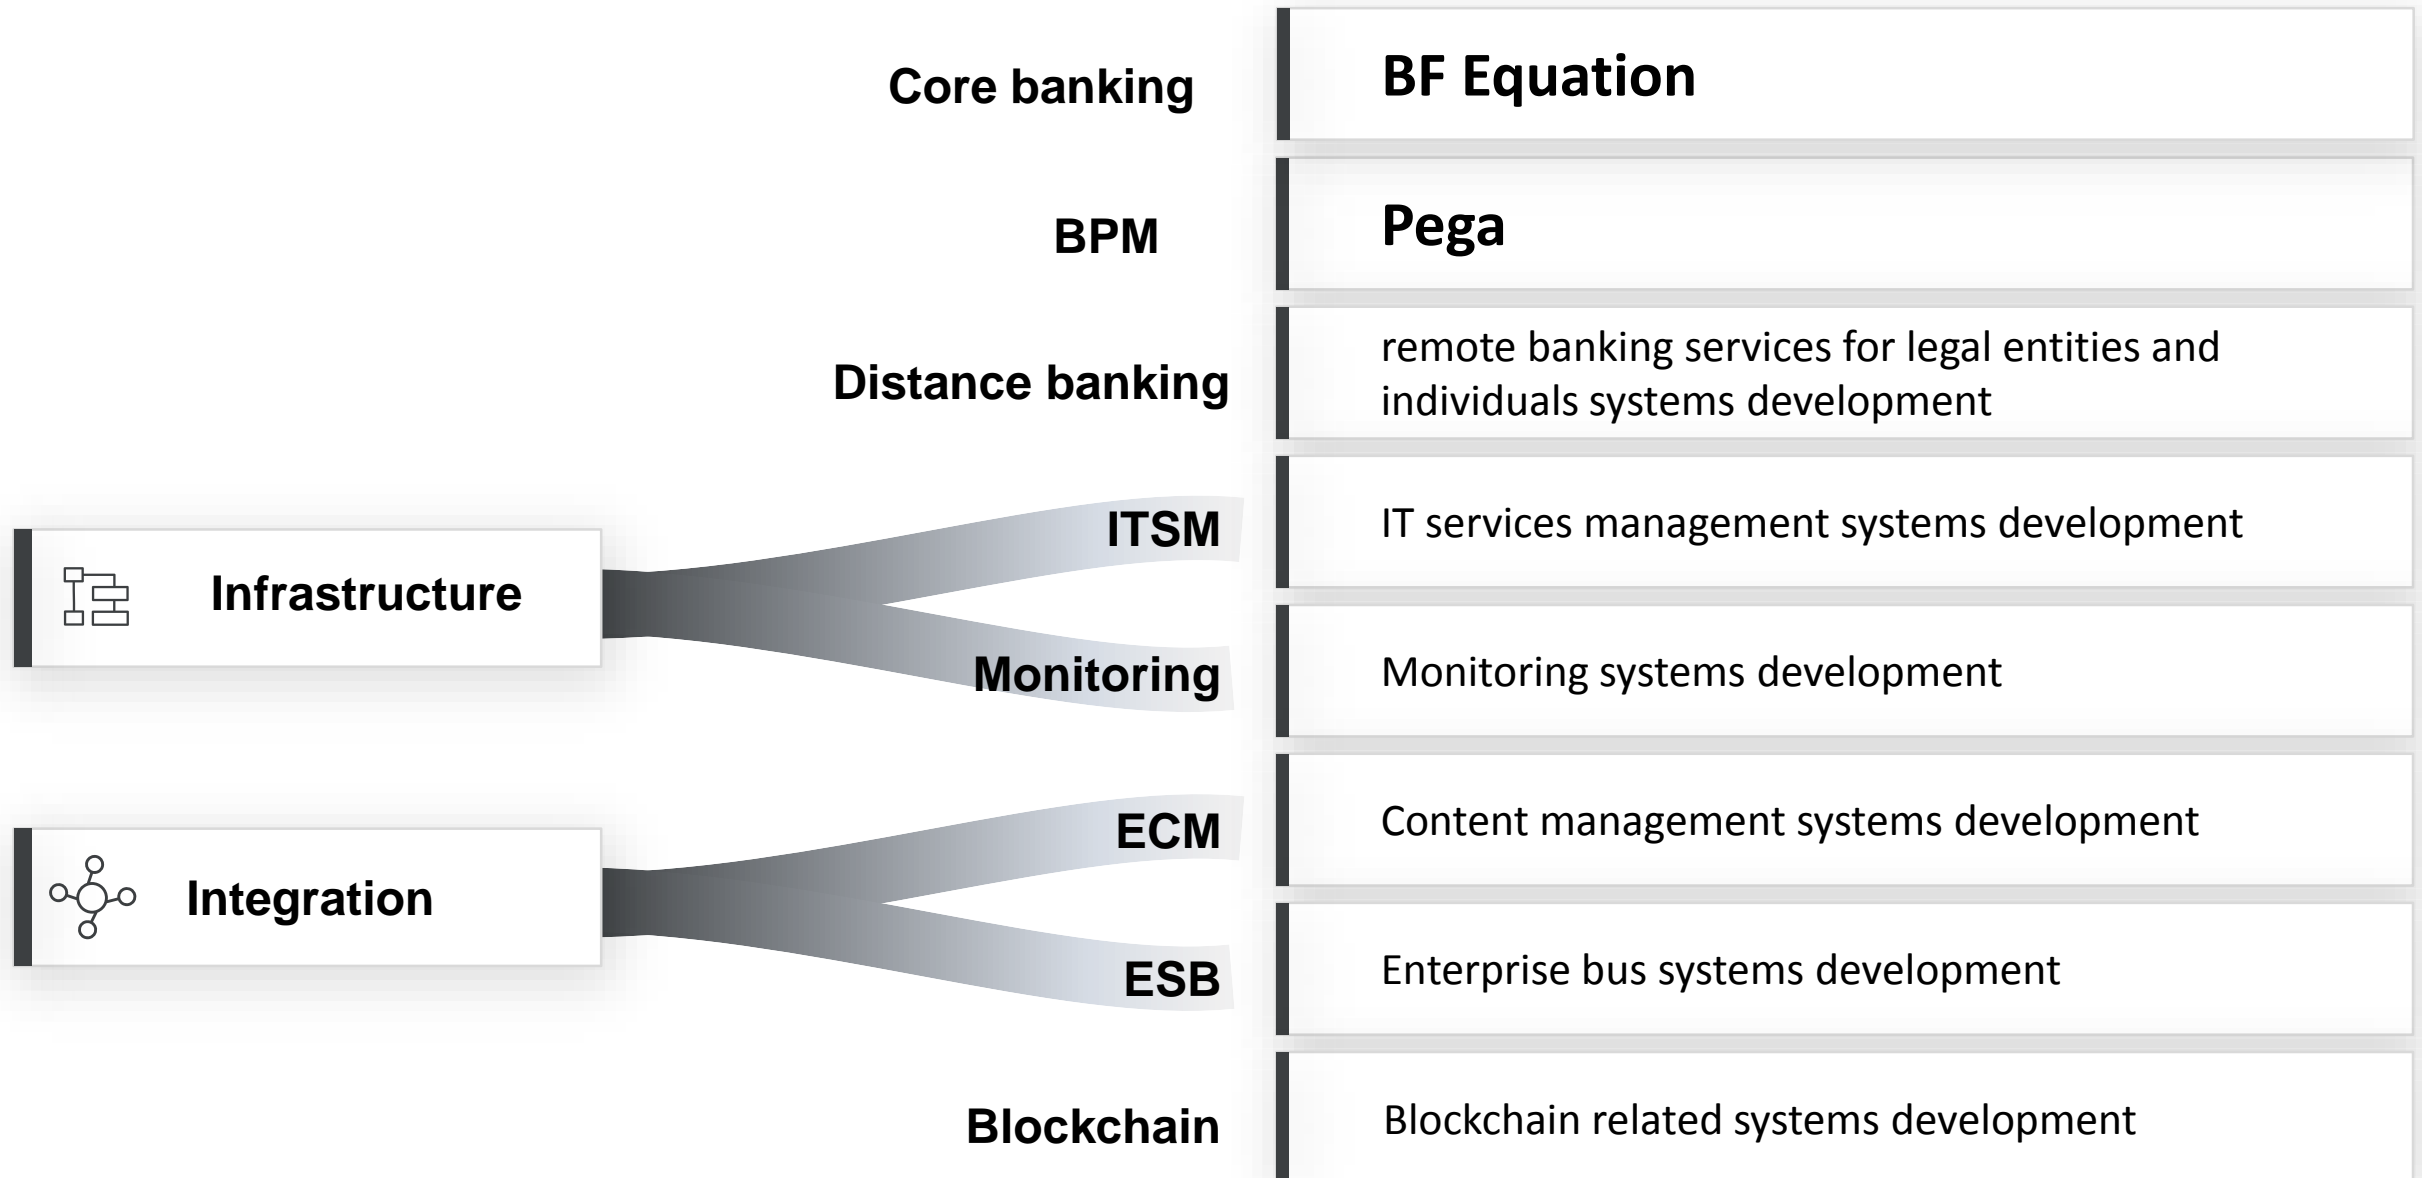 Core banking
BF Equation
BPM
Pega
Distance banking
remote banking services for legal entities and
individuals systems development
Infrastructure
ITSM
IT services management systems development
Monitoring
Monitoring systems development
Integration
ECM
Content management systems development
ESB
Enterprise bus systems development
Blockchain
Blockchain related systems development